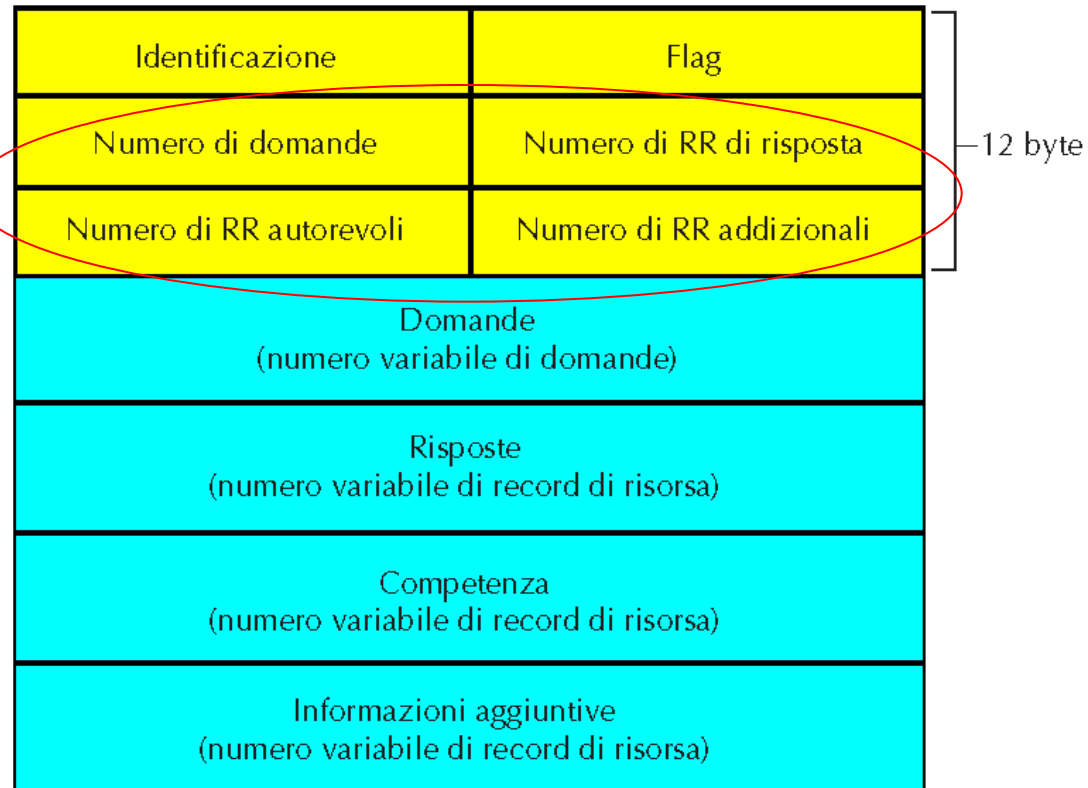 Identificazione
Flag
Numero di domande
Numero di RR di risposta
12 byte
Numero di RR autorevoli
Numero di RR addizionali
Domande
(numero variabile di domande)
Risposte
(numero variabile di record di risorsa)
Competenza
(numero variabile di record di risorsa)
Informazioni aggiuntive
(numero variabile di record di risorsa)